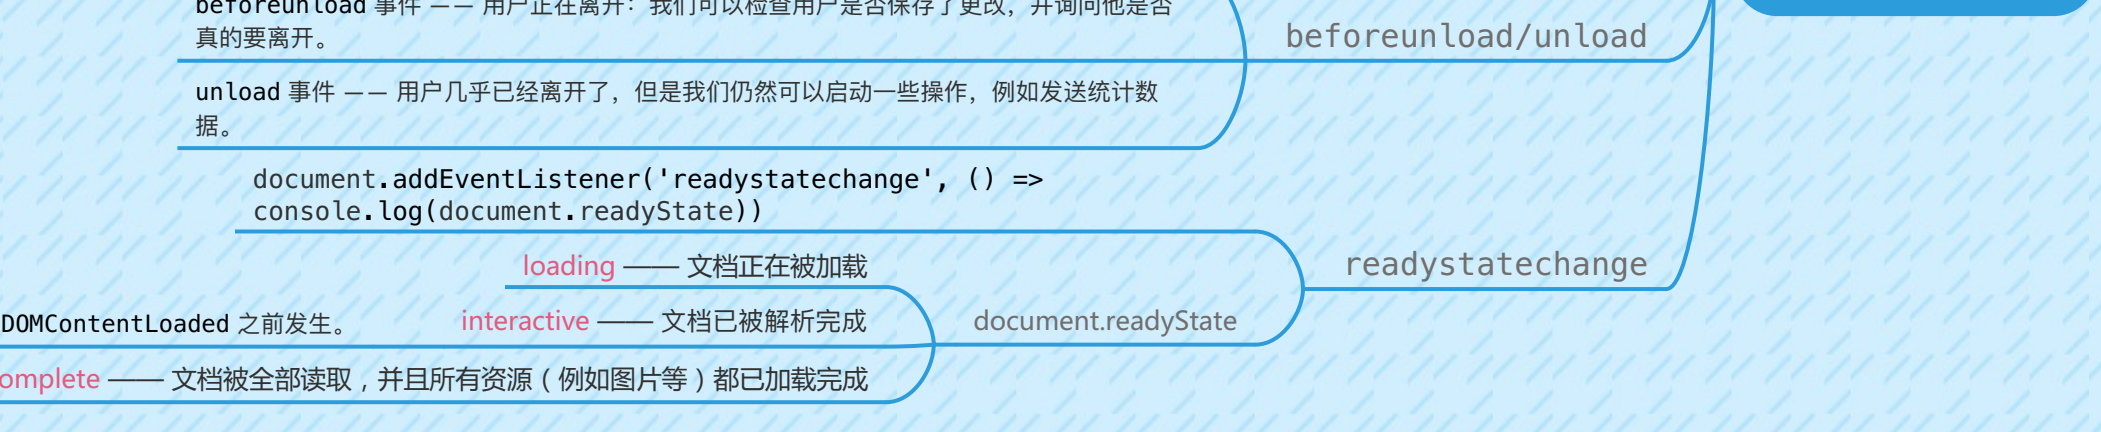 beforeunload 事件 —— 用户正在离开：我们可以检查用户是否保存了更改，并询问他是否
真的要离开。
beforeunload/unload
unload 事件 —— 用户几乎已经离开了，但是我们仍然可以启动一些操作，例如发送统计数
据。
document.addEventListener('readystatechange', () =>
console.log(document.readyState))
readystatechange
loading —— 文档正在被加载
DOMContentLoaded 之前发生。
interactive —— 文档已被解析完成
document.readyState
omplete —— 文档被全部读取，并且所有资源（例如图片等）都已加载完成